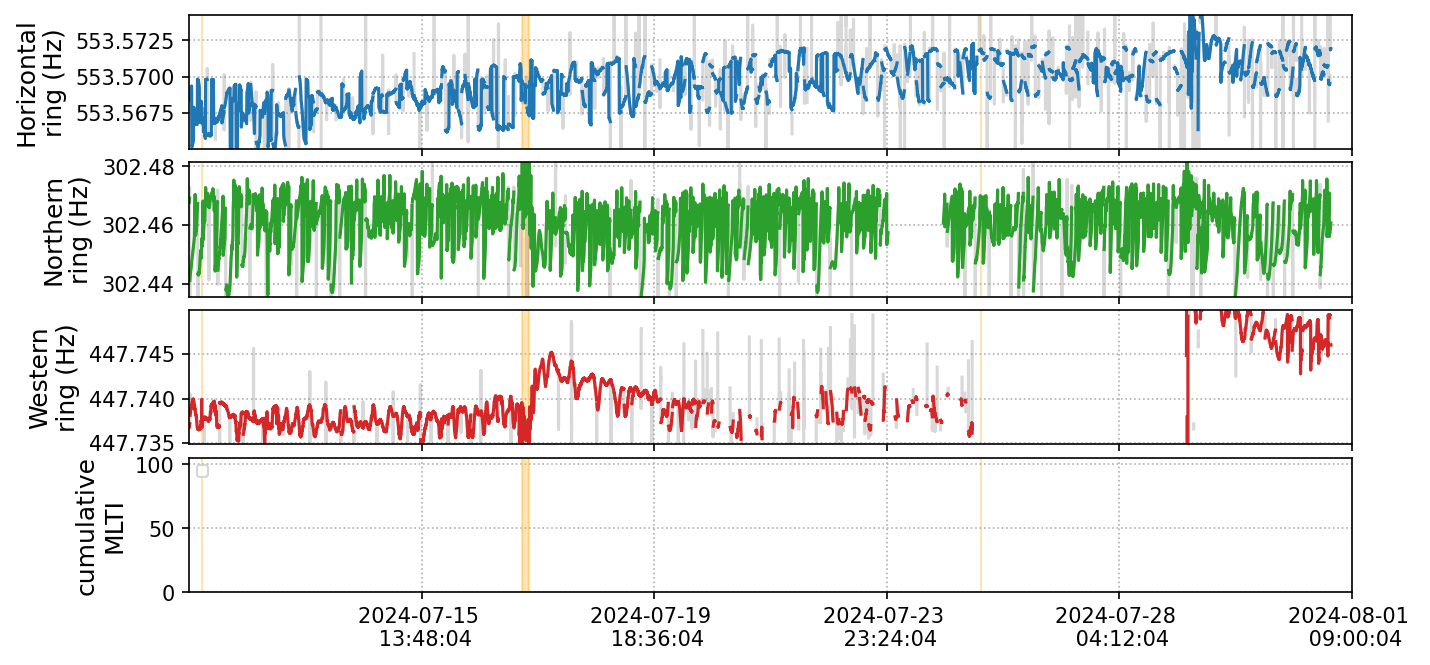 Horizontal
ring (Hz)
553.5725
553.5700
553.5675
Northern
ring (Hz)
302.48
302.46
302.44
Western
ring (Hz)
447.745
447.740
447.735
cumulative
MLTI
100
50
0
2024-07-15
13:48:04
2024-07-19
18:36:04
2024-07-23
23:24:04
2024-07-28
04:12:04
2024-08-01
09:00:04